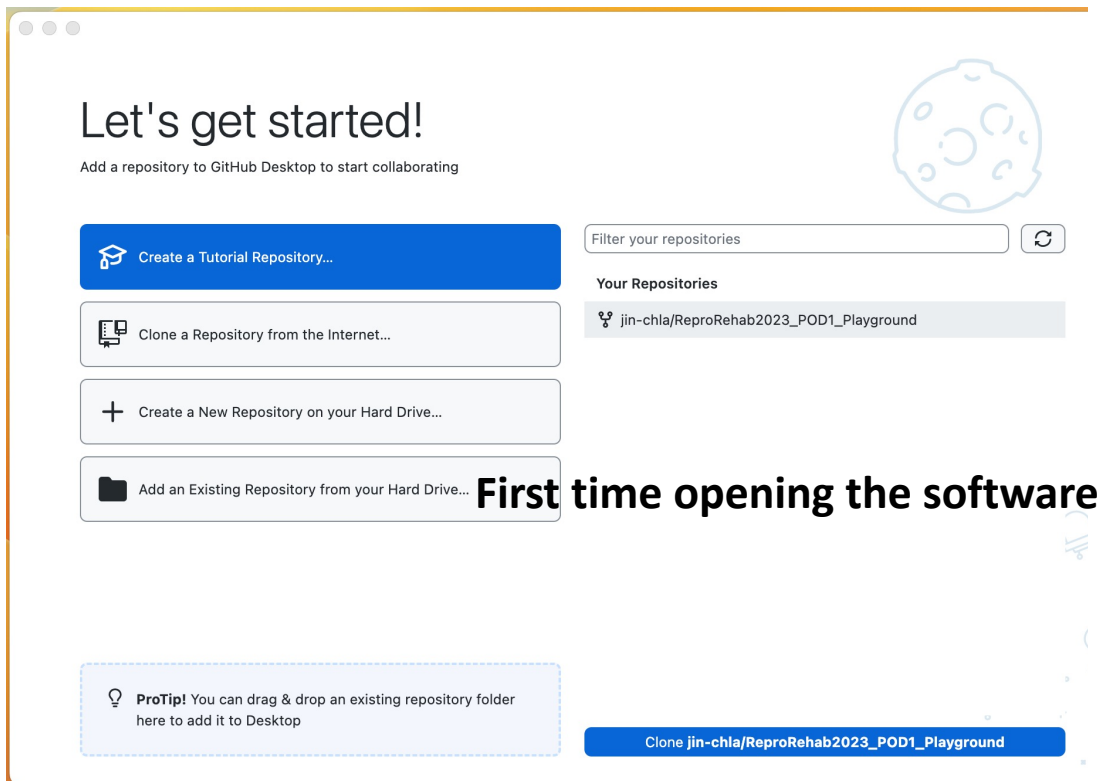 Let's get started!
Add a repository to GitHub Desktop to start collaborating
Create a Tutorial Repository...
Clone a Repository from the Internet...
Create a New Repository on your Hard Drive...
Add an Existing Repository from your Hard Drive...
First time opening the software
ProTip! You can drag & drop an existing repository folder
here to add it to Desktop
Filter your repositories
Your Repositories
jin-chla/ReproRehab2023_POD1_Playground
Clone jin-chla/ReproRehab2023_POD1_Playground